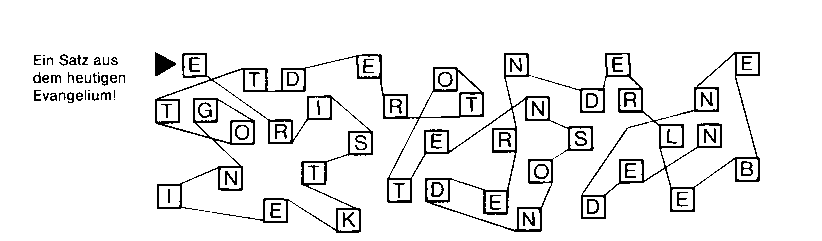 Ein Satz aus
dem heutigen
Evangelium!
E T D E O N E E
T G I R T N D R N
O R S E R S L N
I N T T D E O D E E B
E K N